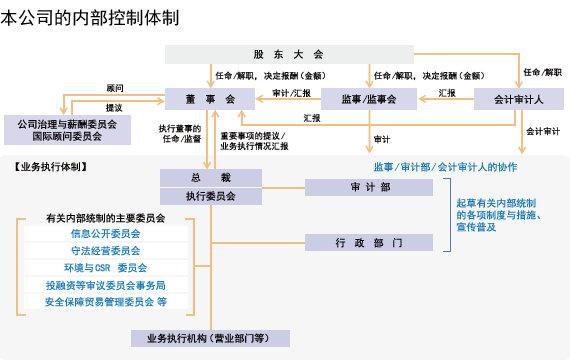 本公司的内部控制体制
股 东 大 会
任命/解职，决定报酬（金额）
任命/解职，决定报酬（金额）
任命/解职
顾问
提议
董 事 会
审计/汇报
监事/监事会
汇报
会计审计人
公司治理与薪酬委员会
国际顾问委员会
执行董事的
任命/监督
重要事项的提议/
业务执行情况汇报
汇报
审计
会计审计
【业务执行体制】
监事/审计部/会计审计人的协作
总 裁
执行委员会
审 计 部
有关内部统制的主要委员会
信息公开委员会
守法经营委员会
环境与CSR 委员会
投融资等审议委员会事务局
安全保障贸易管理委员会 等
起草有关内部统制
的各项制度与措施、
宣传普及
行 政 部 门
业务执行机构（营业部门等）